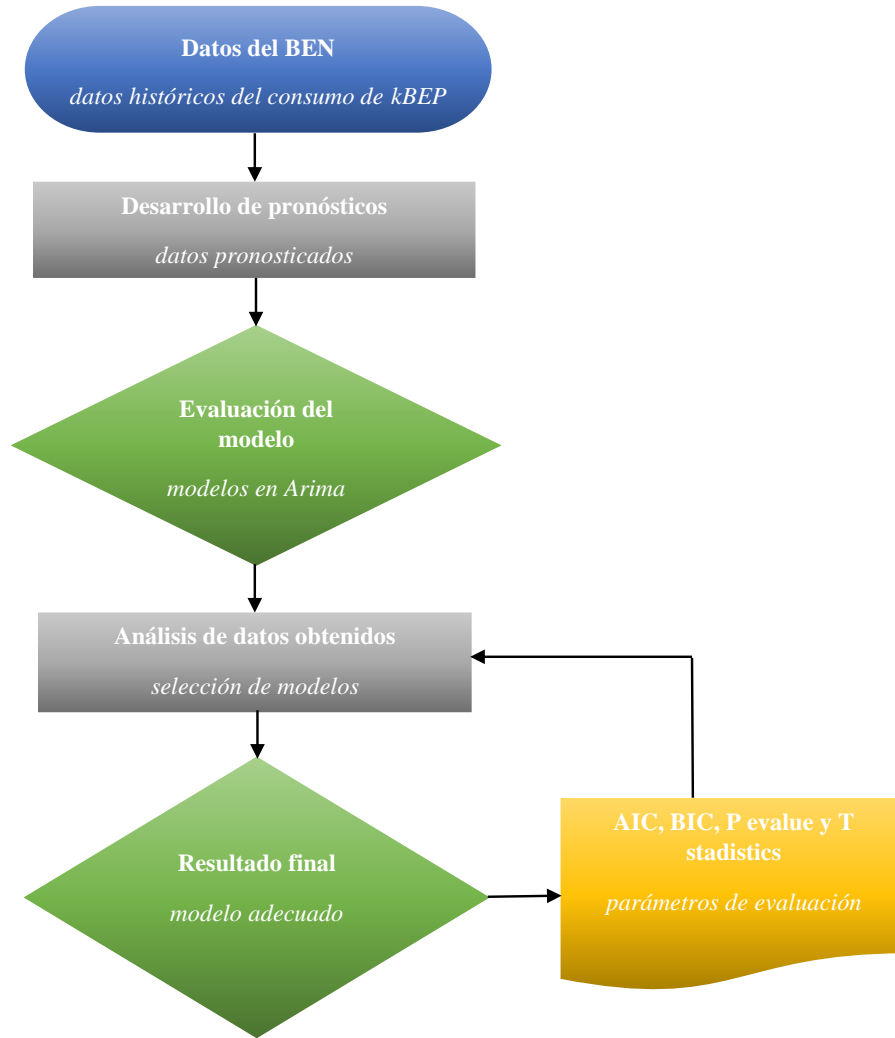 Datos del BEN
datos históricos del consumo de kBEP
Desarrollo de pronósticos
datos pronosticados
Evaluación del
modelo
modelos en Arima
Análisis de datos obtenidos
selección de modelos
Resultado final
modelo adecuado
AIC, BIC, P evalue y T
stadistics
parámetros de evaluación